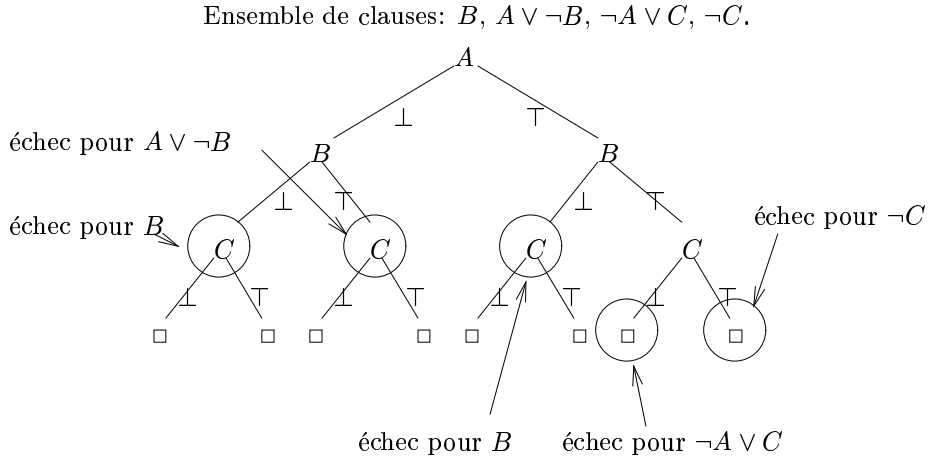 Ensemble de clauses: B, A ∨ ¬B, ¬A ∨ C, ¬C.
A
⊥ ⊤
échec pour A ∨ ¬B
B B
⊥ ⊤ ⊥ ⊤
échec pour ¬C
échec pour B
C C C C
⊥ ⊤ ⊥ ⊤ ⊥ ⊤ ⊥ ⊤
□ □ □ □ □ □ □ □
échec pour B échec pour ¬A ∨ C